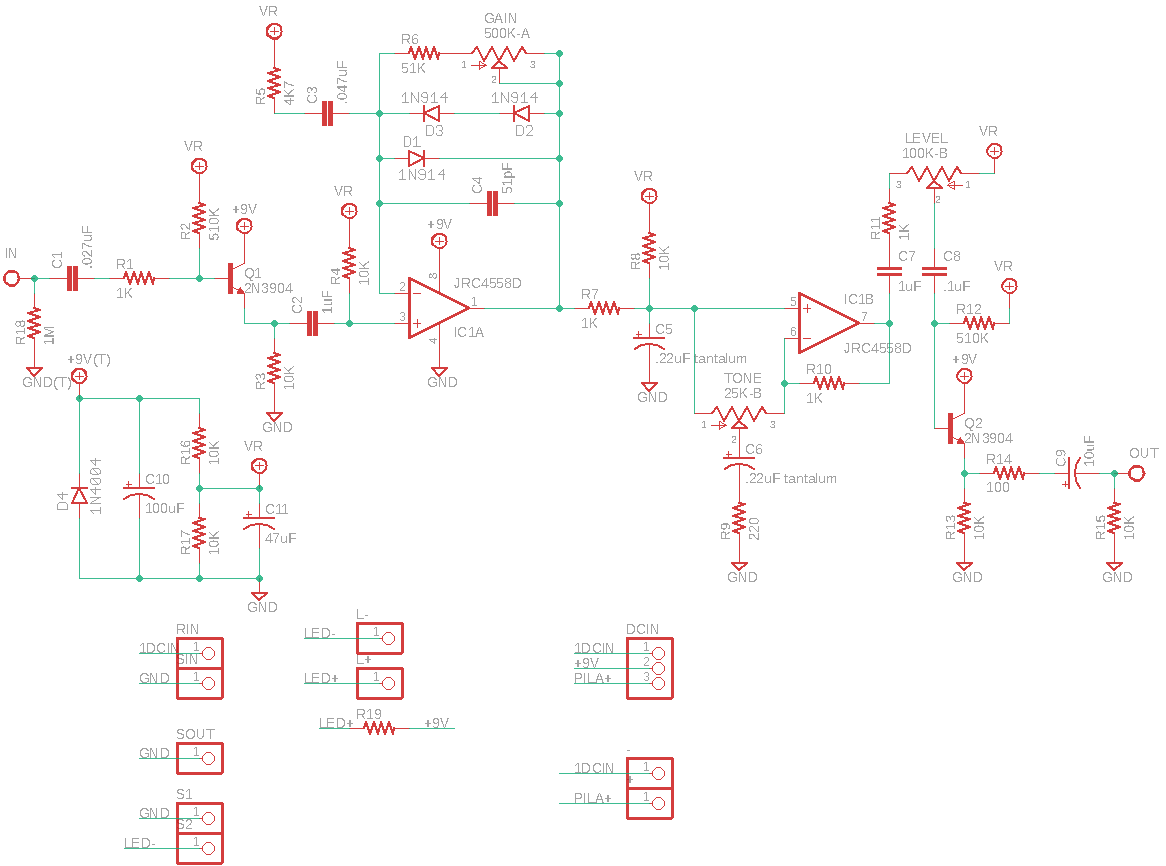 VR
GAIN
500K-A
R6
51K
1
2
3
R5
4K7
C3
.047uF
1N914
D3
1N914
D2
D1
1N914
C4
51pF
VR
R2
510K
+9V
Q1
2N3904
IN
C1
.027uF
R1
1K
R18
1M
GND(T)
C2
1uF
R3
10K
GND
VR
R4
10K
+9V
8
2
3
1
4
JRC4558D
IC1A
GND
R7
1K
VR
R8
10K
C5
.22uF tantalum
GND
TONE
25K-B
1
2
3
C6
.22uF tantalum
R9
220
GND
5
6
7
IC1B
JRC4558D
R10
1K
LEVEL
100K-B
3
2
1
VR
R11
1K
C7
1uF
C8
.1uF
VR
R12
510K
+9V
Q2
2N3904
R14
100
C9
10uF
OUT
R13
10K
GND
R15
10K
GND
+9V(T)
D4
1N4004
C10
100uF
R16
10K
R17
10K
VR
C11
47uF
GND
RIN
1DCIN
1
SIN
GND
1
L-
LED-
1
L+
LED+
1
LED+
R19
+9V
DCIN
1DCIN
1
+9V
2
PILA+
3
SOUT
GND
1
-
1DCIN
1
+
PILA+
1
S1
GND
1
S2
LED-
1